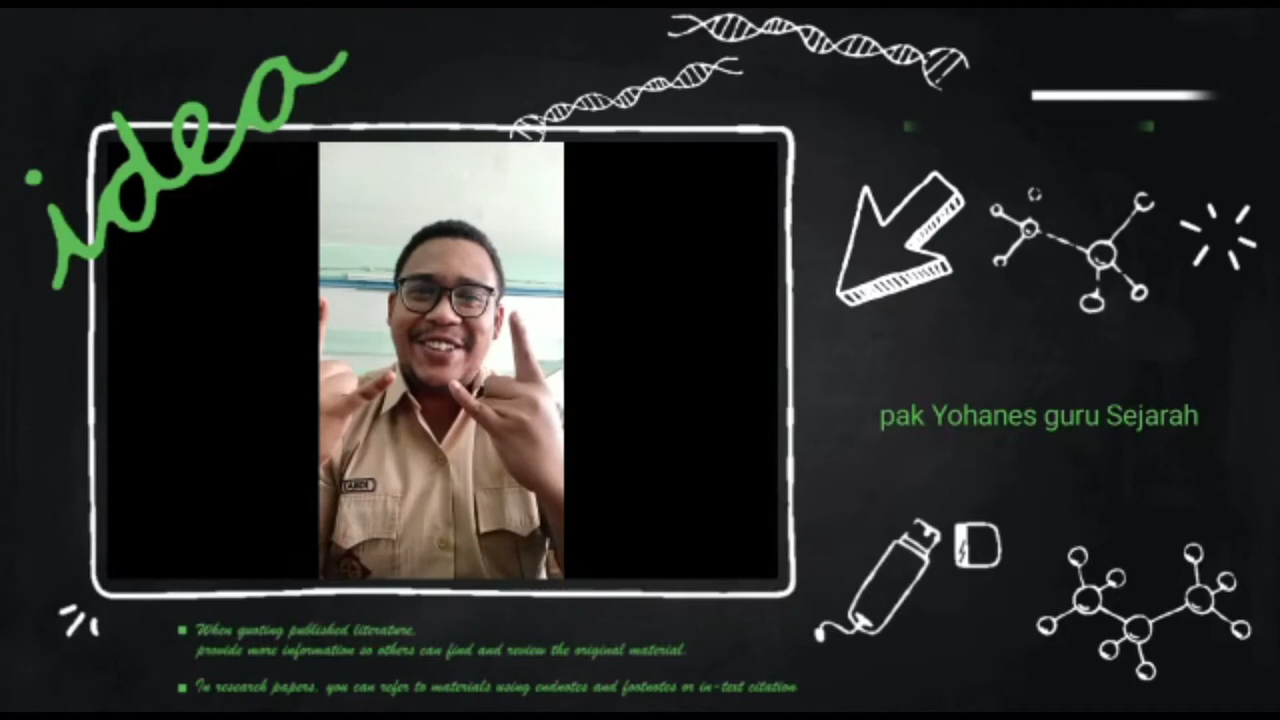 idea
pak Yohanes guru Sejarah
When quoting published literature,
provide more information so others can find and review the original material.
In research papers, you can refer to materials using endnotes and footnotes or in-text citation